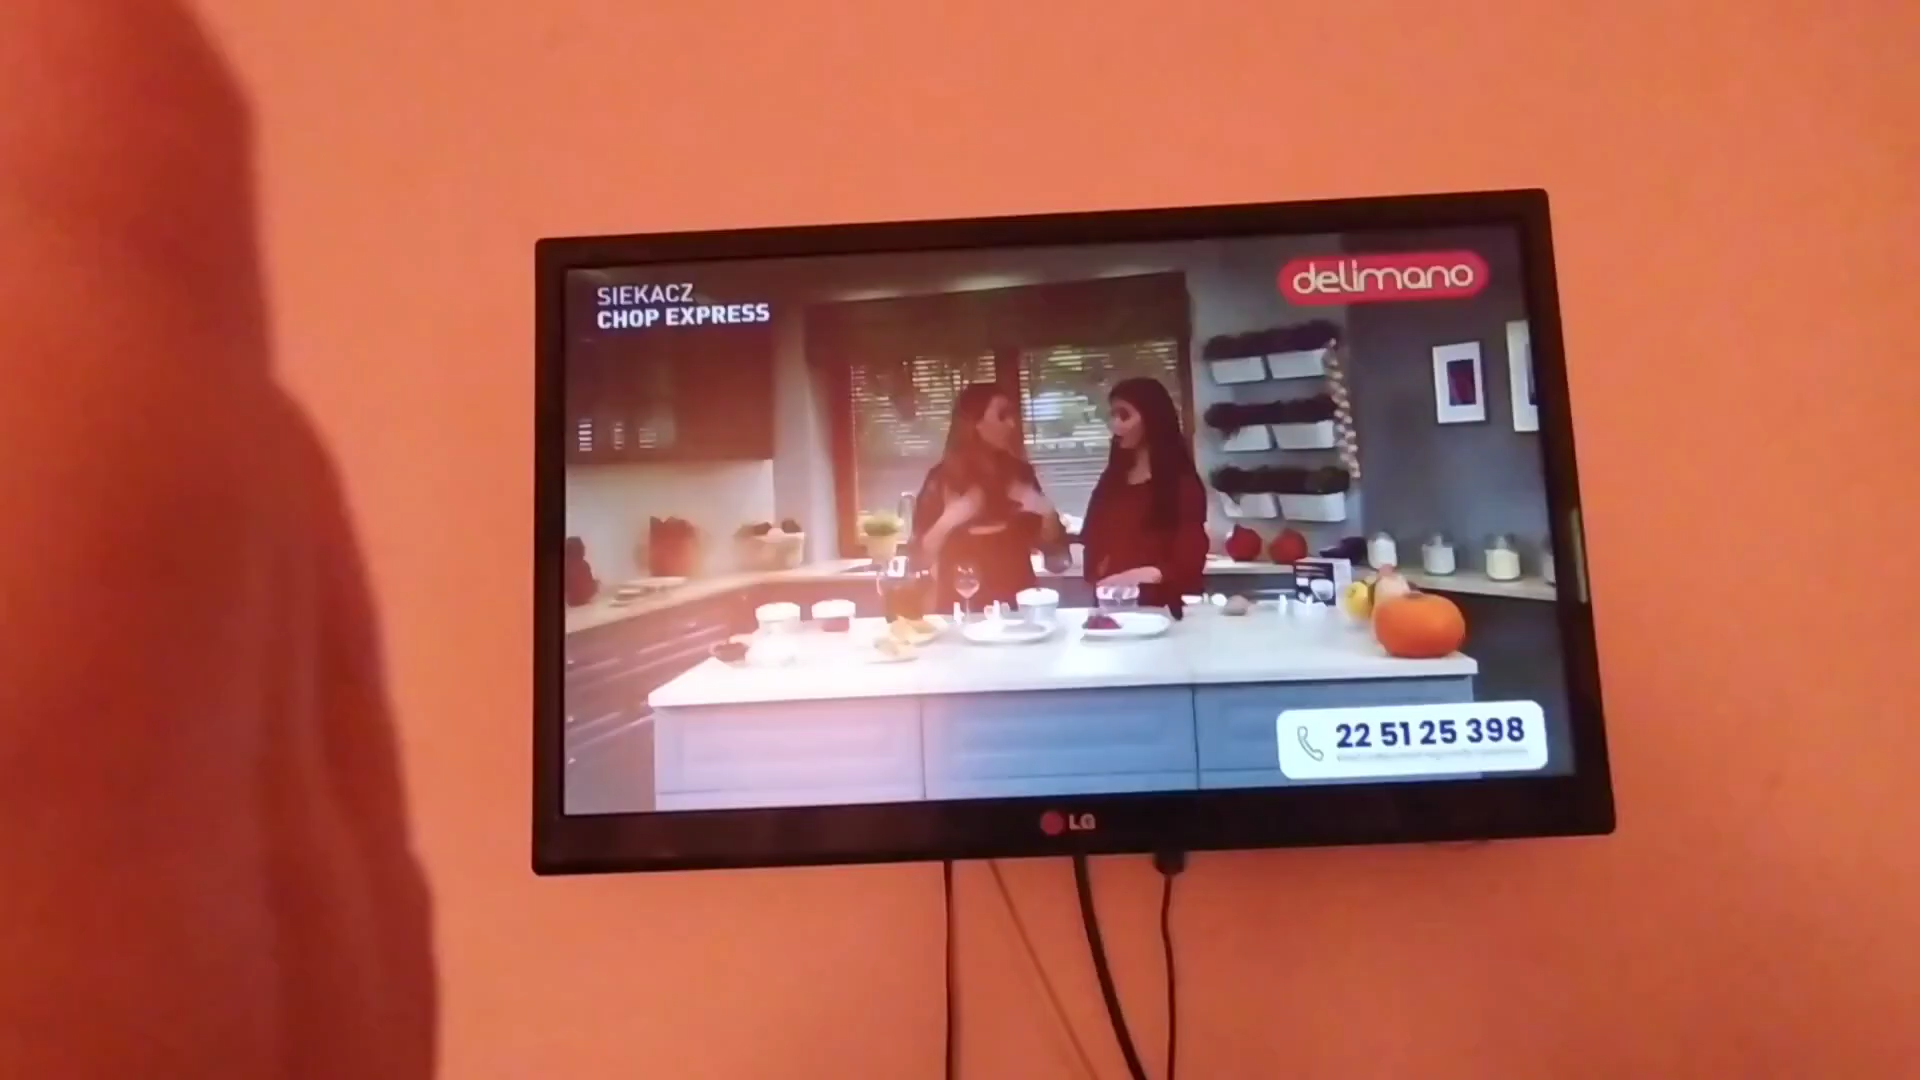 SIEKACZ
CHOP EXPRESS
delimano
22 51 25 398
LG